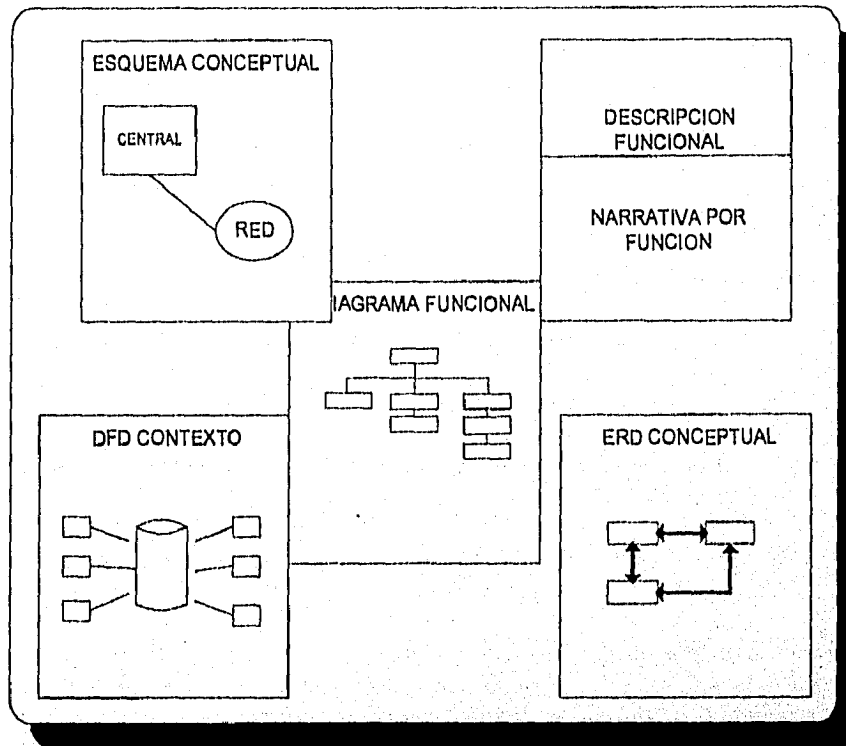 ESQUEMA CONCEPTUAL
CENTRAL
RED
DESCRIPCION
FUNCIONAL
NARRATIVA POR
FUNCION
IAGRAMA FUNCIONAL
DFD CONTEXTO
ERD CONCEPTUAL